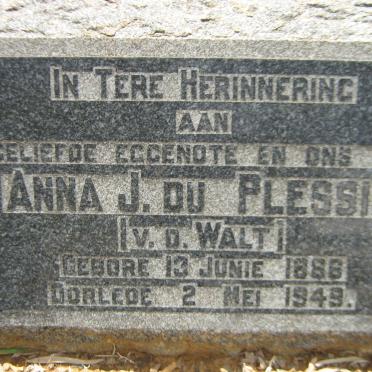 IN TERE HERINNERING
AAN
GELIEFDE EGGENOTE EN ONS
ANNA J. DU PLESSI
(V. D. WALT)
GEBORE 13 JUNIE 1886
OORLEDE 2 MEI 1949.